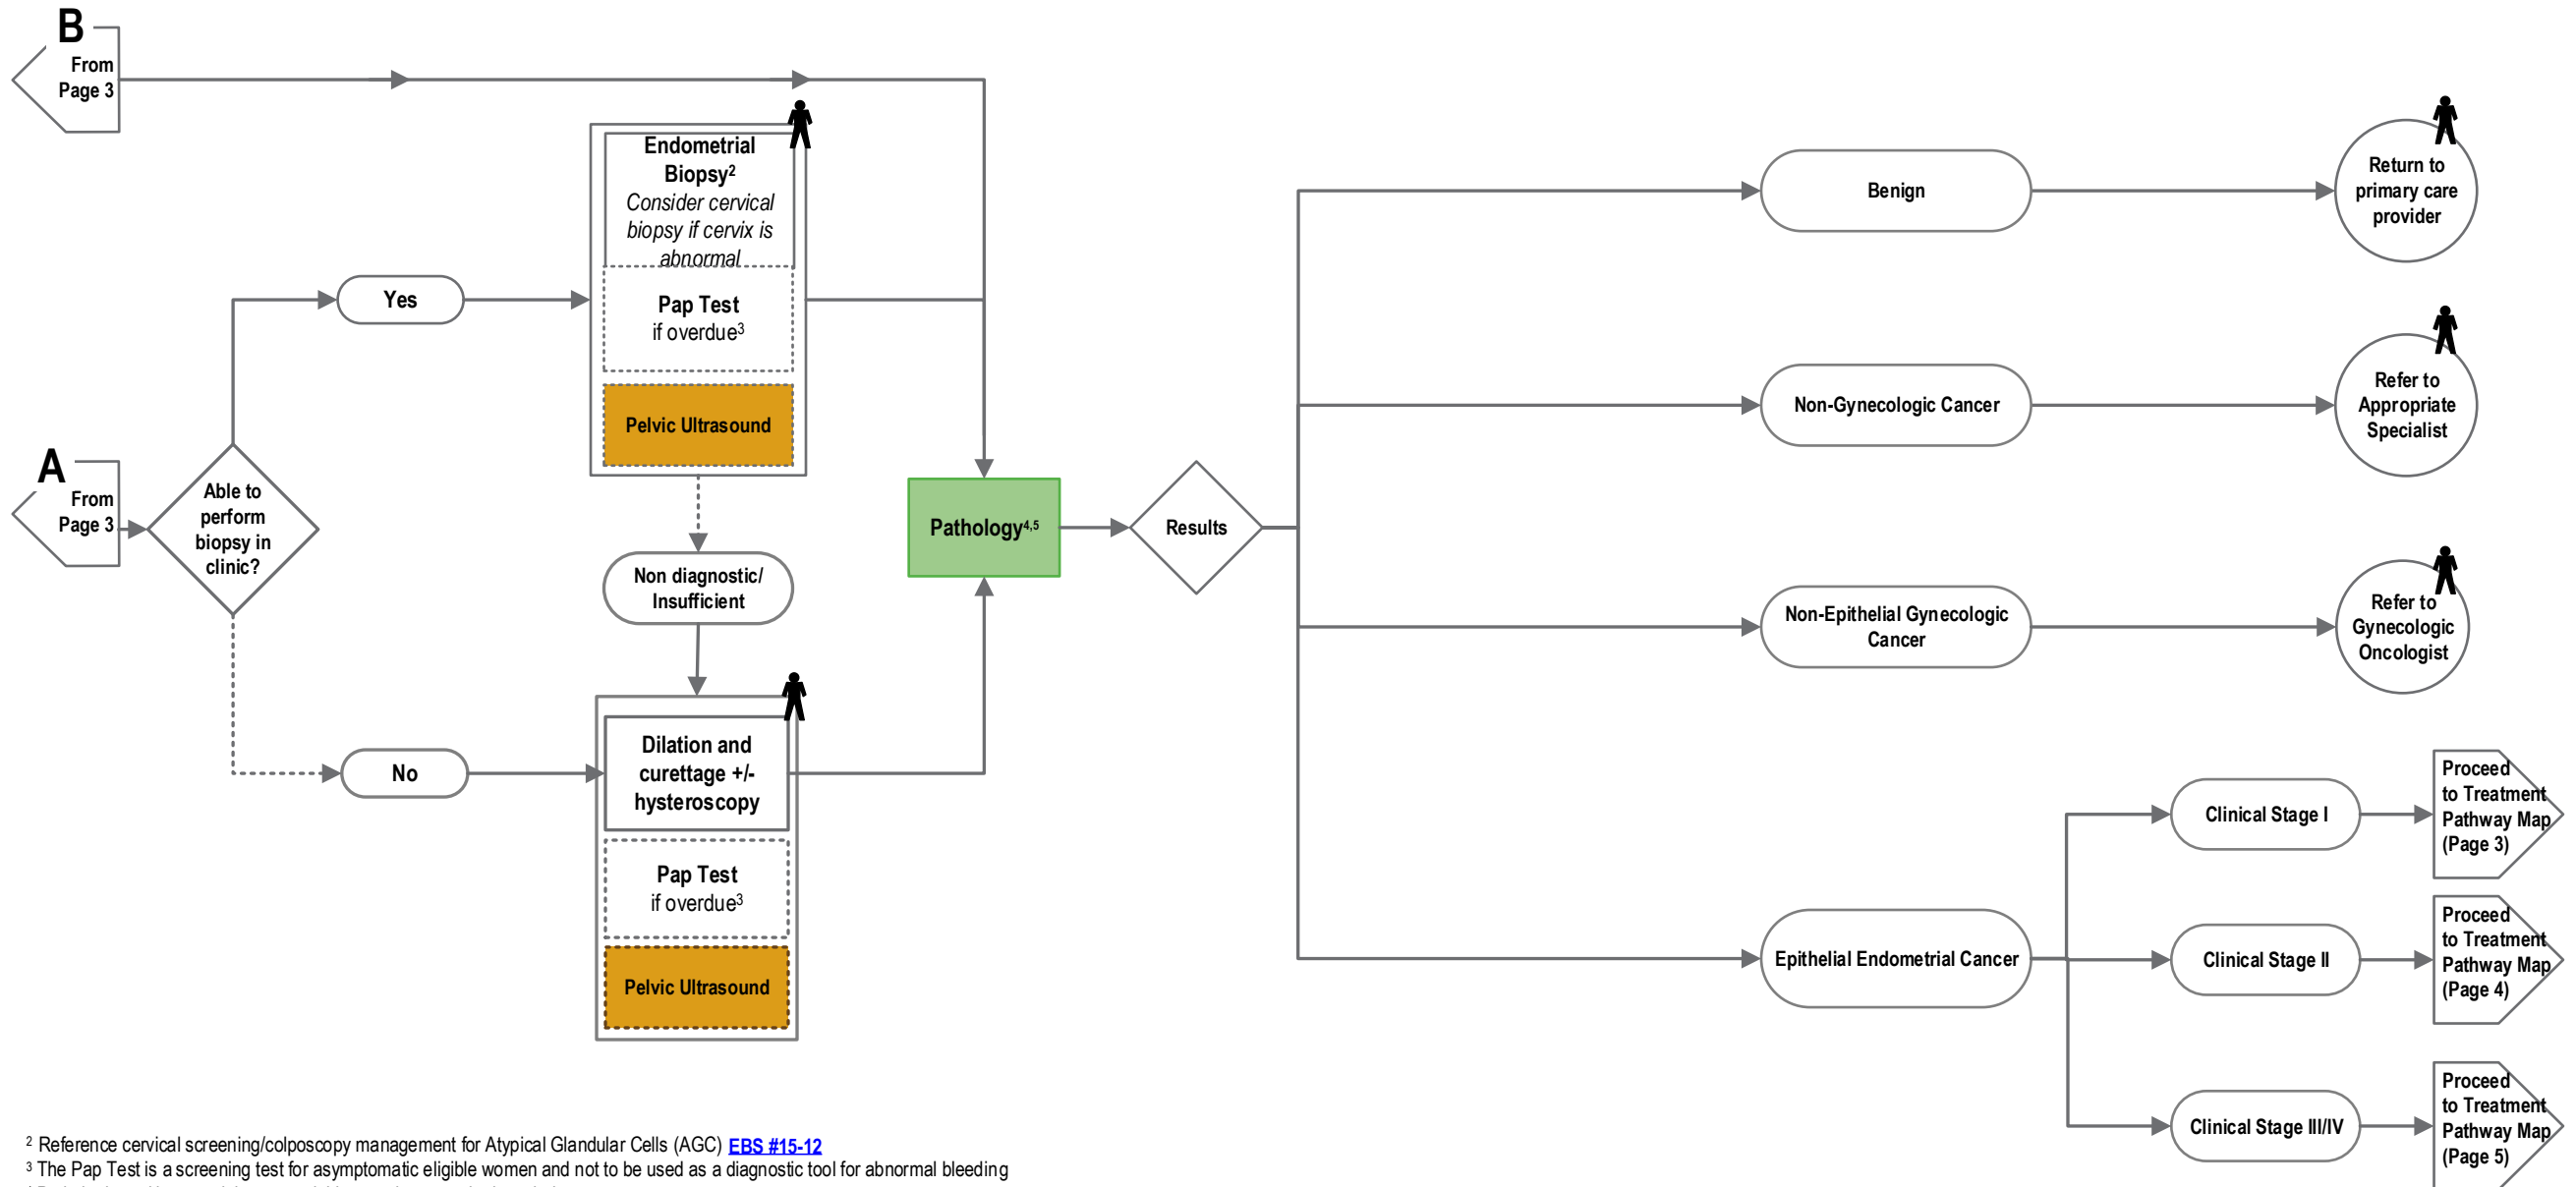 B
From
Page 3
Endometrial
Biopsy²
Consider cervical
biopsy if cervix is
abnormal
Pap Test
if overdue³
Pelvic Ultrasound
Yes
A
From
Page 3
Able to
perform
biopsy in
clinic?
Non diagnostic/
Insufficient
No
Dilation and
curettage +/-
hysteroscopy
Pap Test
if overdue³
Pelvic Ultrasound
Pathology⁴,⁵
Results
Benign
Return to
primary care
provider
Non-Gynecologic Cancer
Refer to
Appropriate
Specialist
Non-Epithelial Gynecologic
Cancer
Refer to
Gynecologic
Oncologist
Epithelial Endometrial Cancer
Clinical Stage I
Proceed
to Treatment
Pathway Map
(Page 3)
Clinical Stage II
Proceed
to Treatment
Pathway Map
(Page 4)
Clinical Stage III/IV
Proceed
to Treatment
Pathway Map
(Page 5)
² Reference cervical screening/colposcopy management for Atypical Glandular Cells (AGC) EBS #15-12
³ The Pap Test is a screening test for asymptomatic eligible women and not to be used as a diagnostic tool for abnormal bleeding